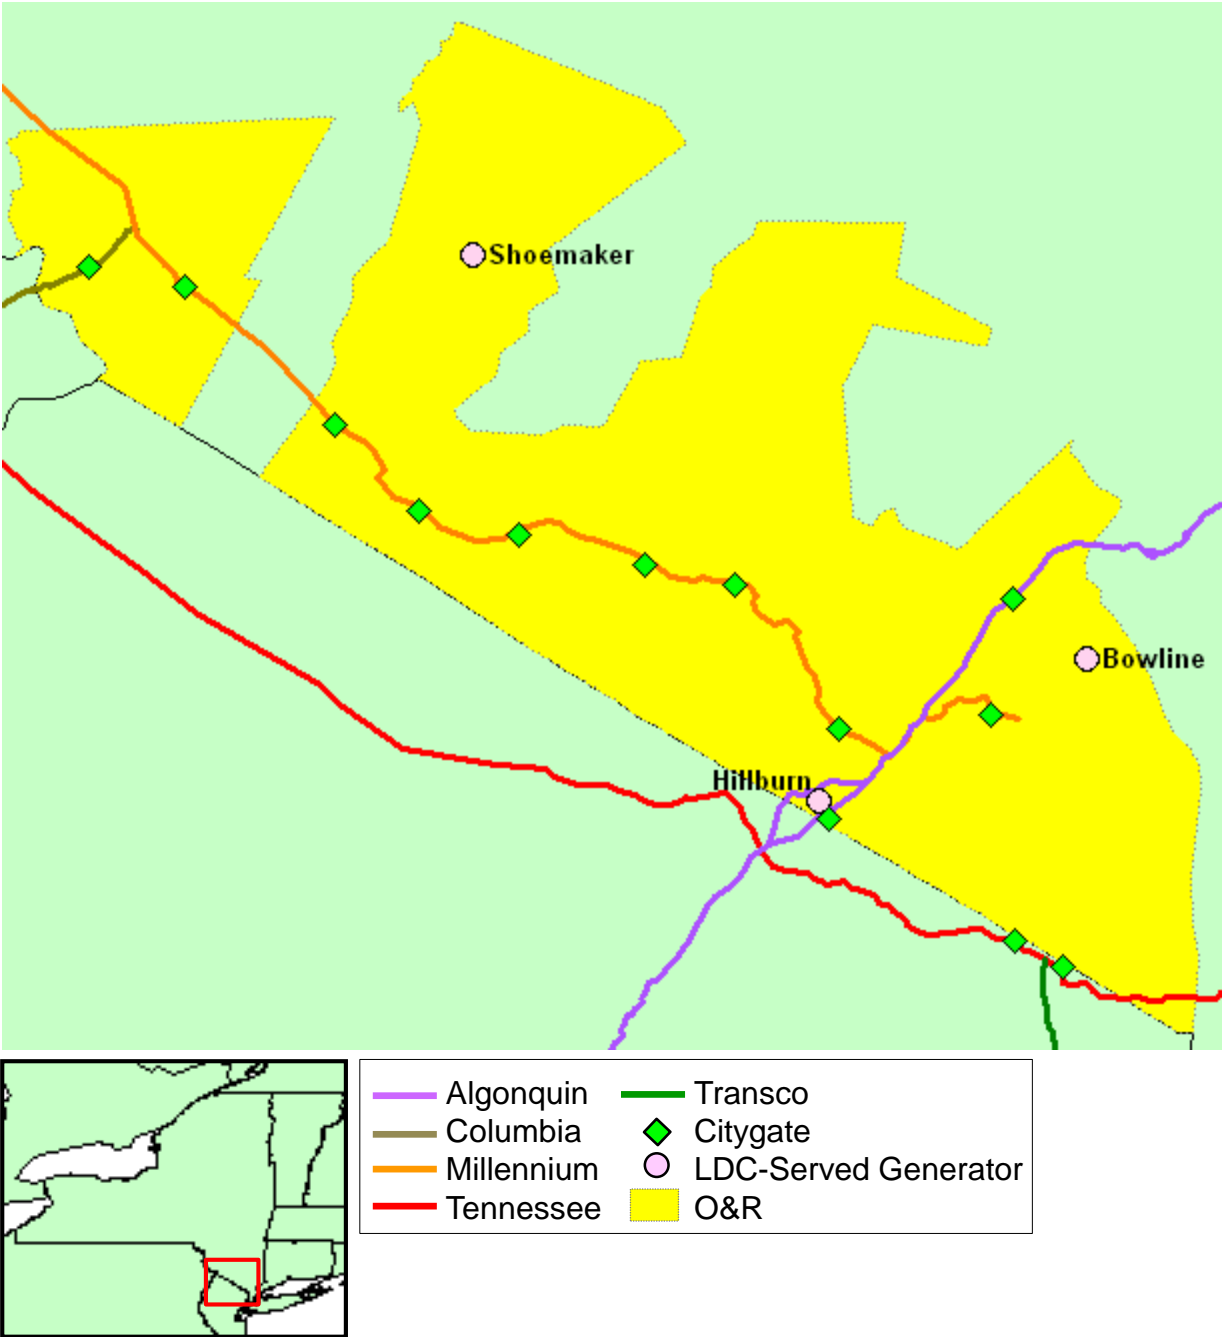 Shoemaker
Bowline
Hillburn
Algonquin
Transco
Columbia
Citygate
Millennium
LDC-Served Generator
Tennessee
O&R